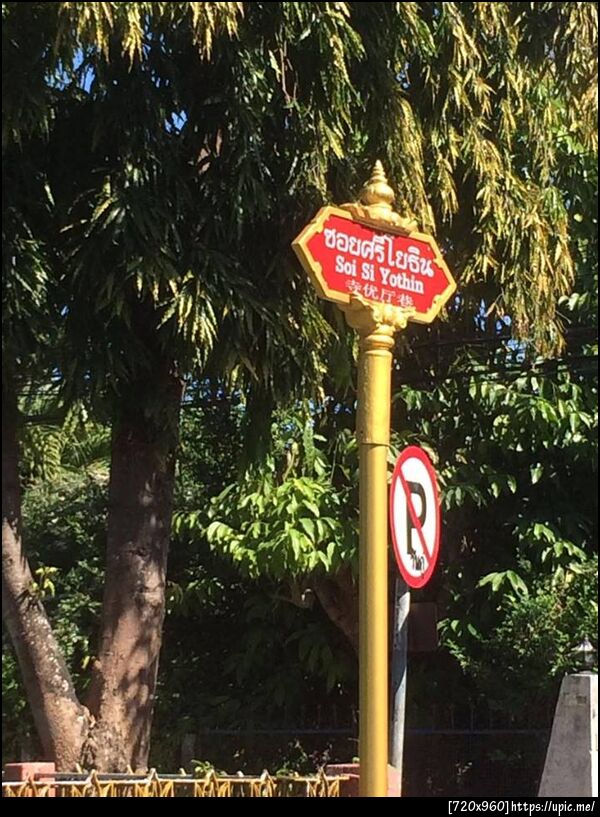 ซอยศรีโยธิน
Soi Si Yothin
寺优厅巷
P
[720x960]https://upic.me/